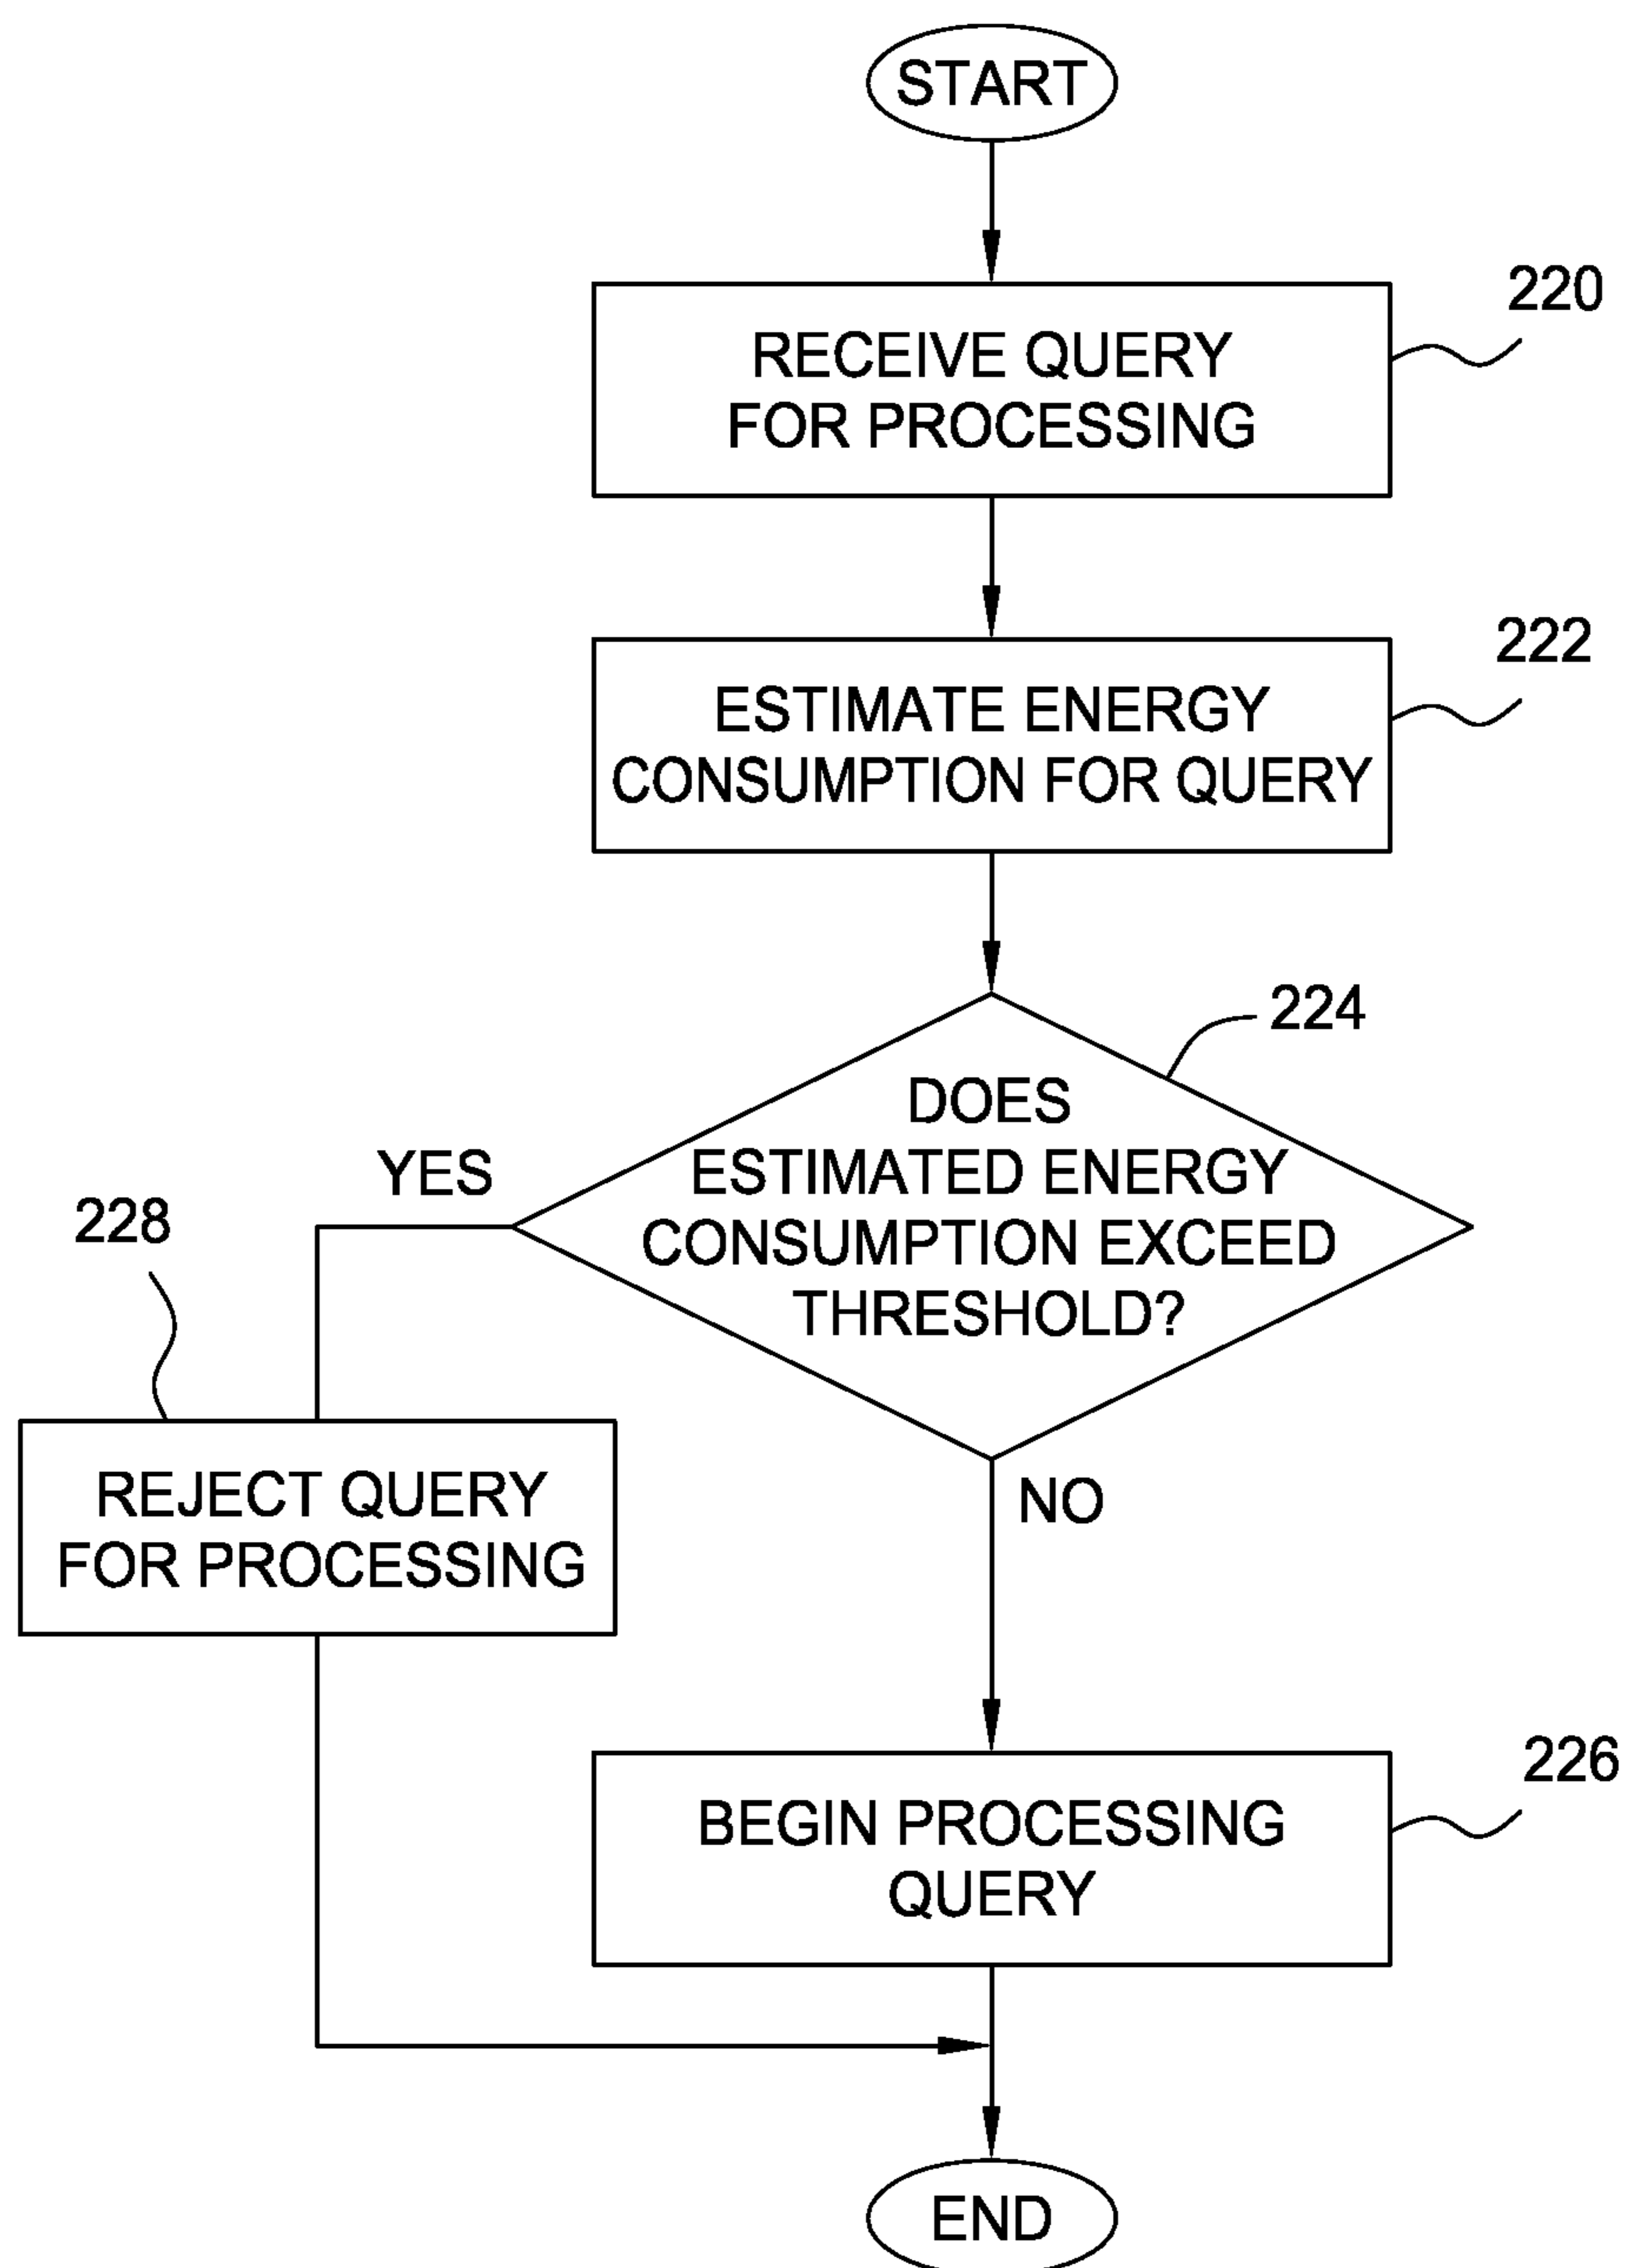 START
220
RECEIVE QUERY
FOR PROCESSING
222
ESTIMATE ENERGY
CONSUMPTION FOR QUERY
224
DOES
ESTIMATED ENERGY
CONSUMPTION EXCEED
THRESHOLD?
YES
228
REJECT QUERY
FOR PROCESSING
NO
226
BEGIN PROCESSING
QUERY
END